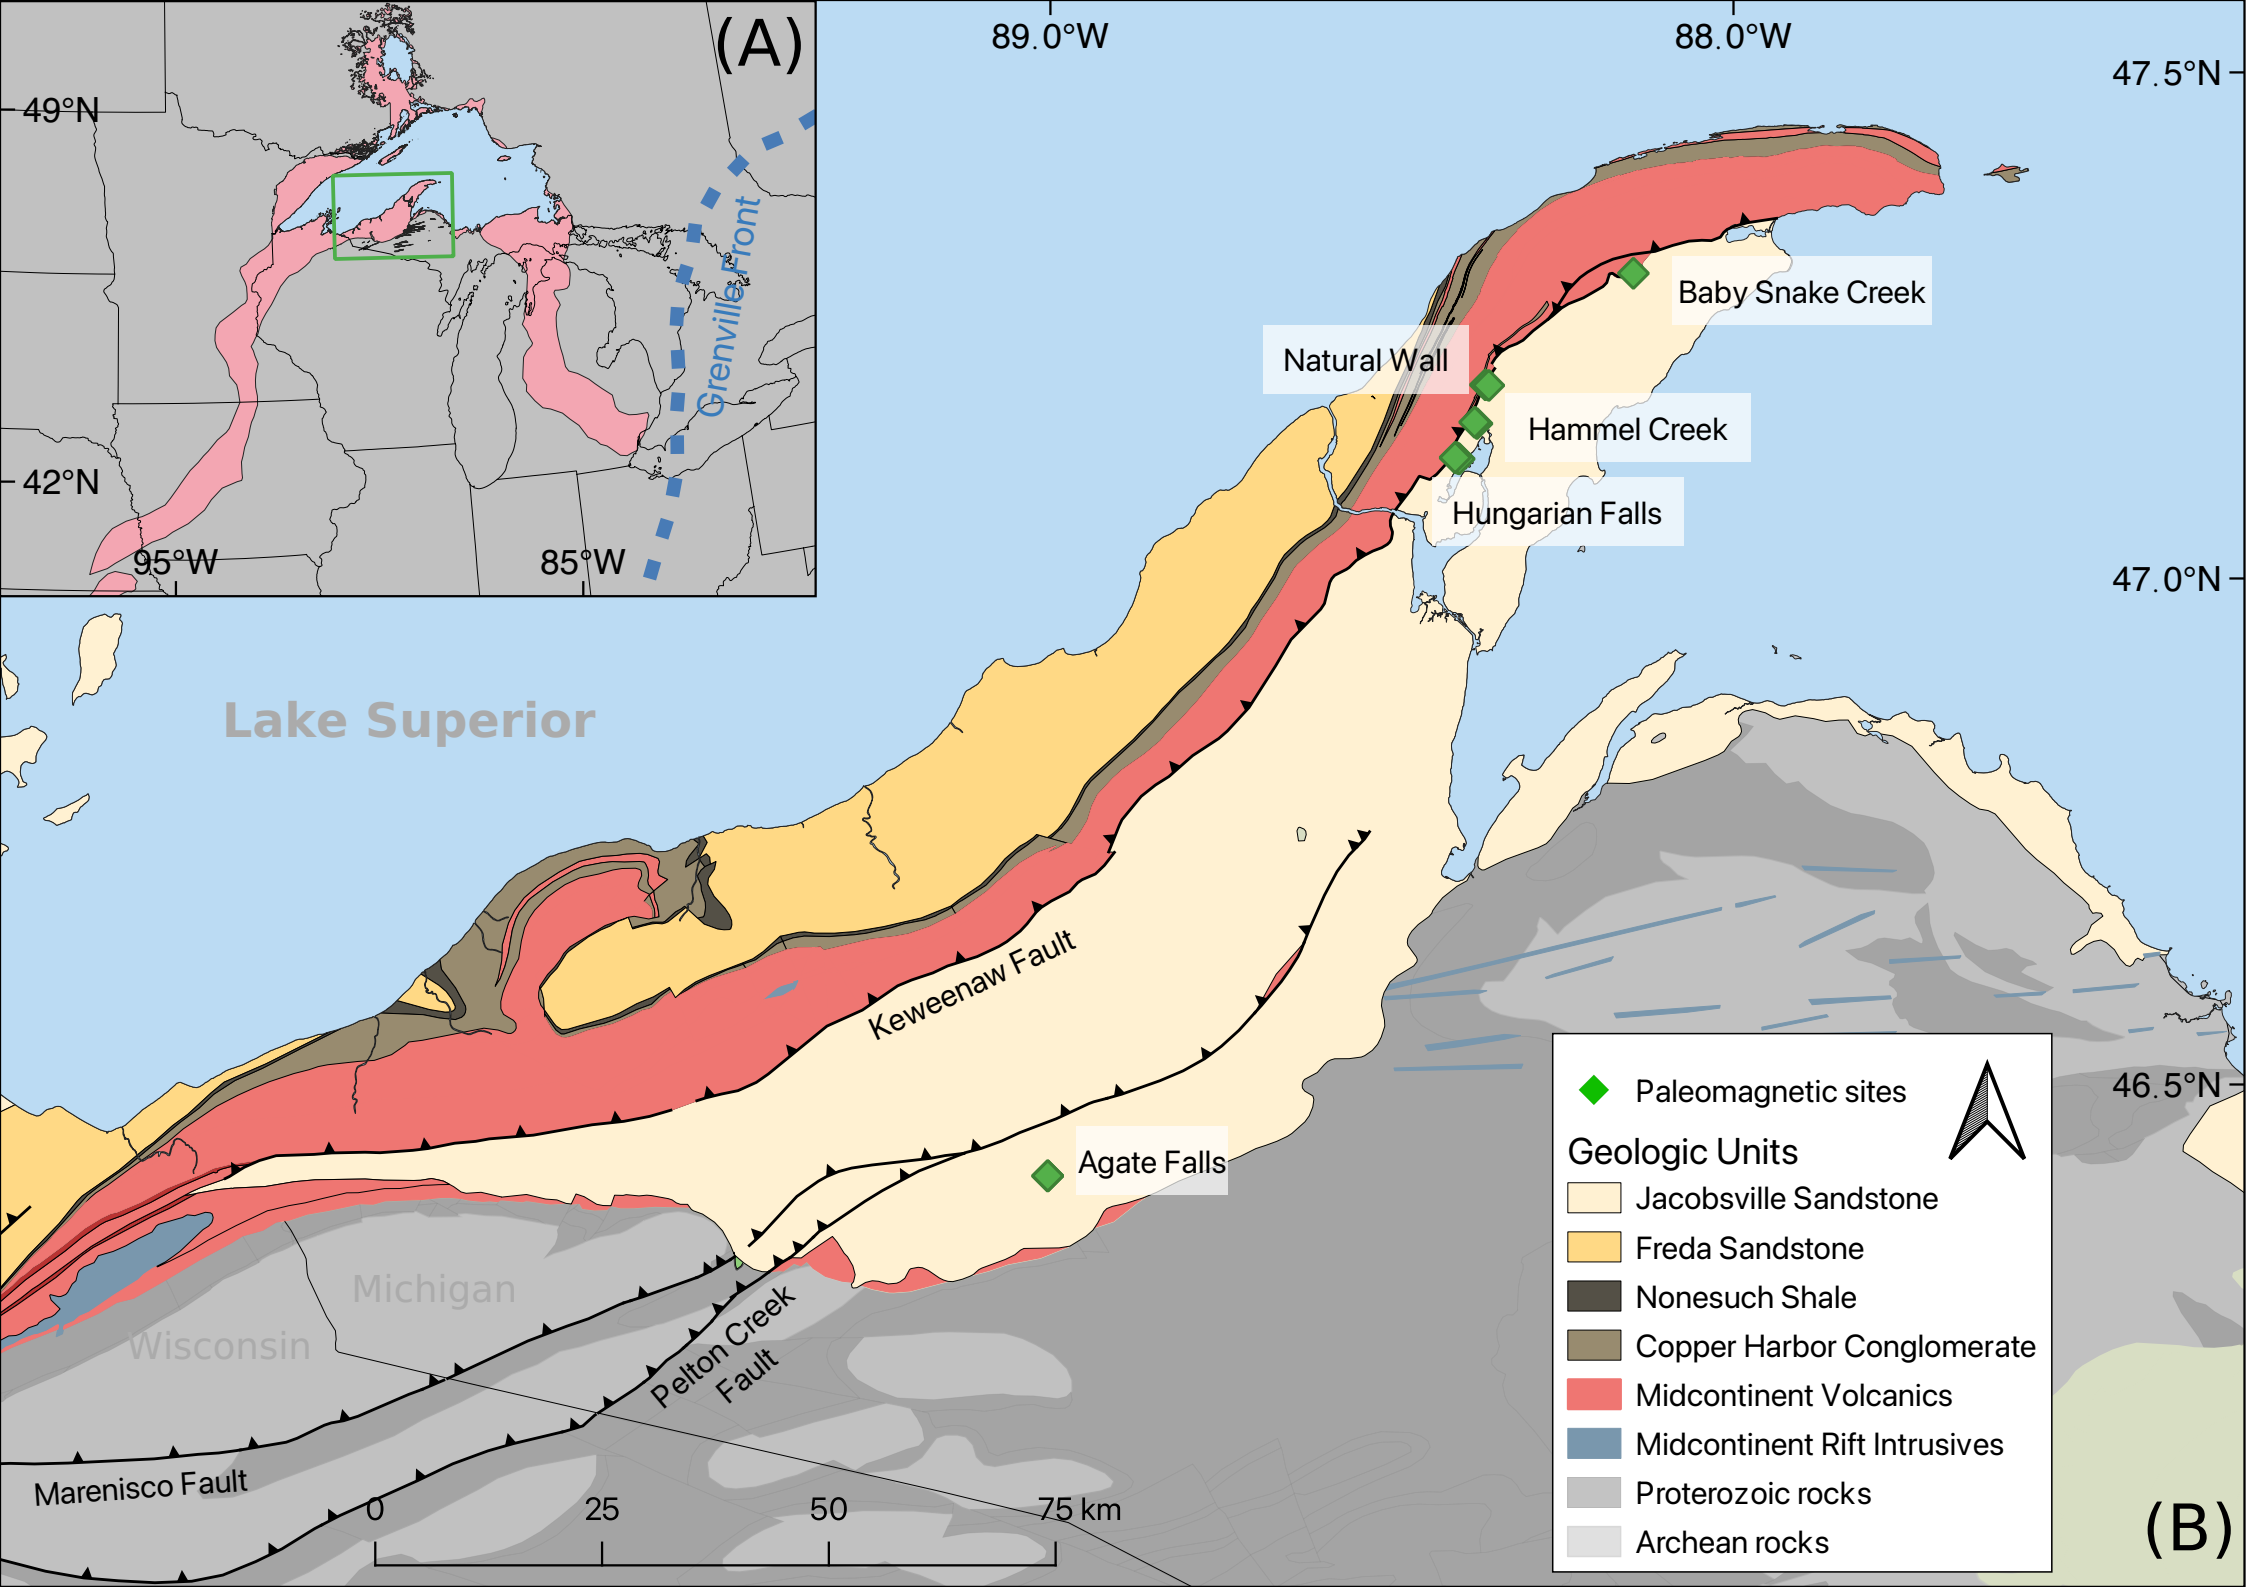 (A)
49°N
42°N
95°W
85°W
Grenville Front
89.0°W
88.0°W
47.5°N
47.0°N
46.5°N
Baby Snake Creek
Natural Wall
Hammel Creek
Hungarian Falls
Lake Superior
Keweenaw Fault
Agate Falls
Michigan
Wisconsin
Pelton Creek
Fault
Marenisco Fault
0 25 50 75 km
Paleomagnetic sites
Geologic Units
Jacobsville Sandstone
Freda Sandstone
Nonesuch Shale
Copper Harbor Conglomerate
Midcontinent Volcanics
Midcontinent Rift Intrusives
Proterozoic rocks
Archean rocks
(B)